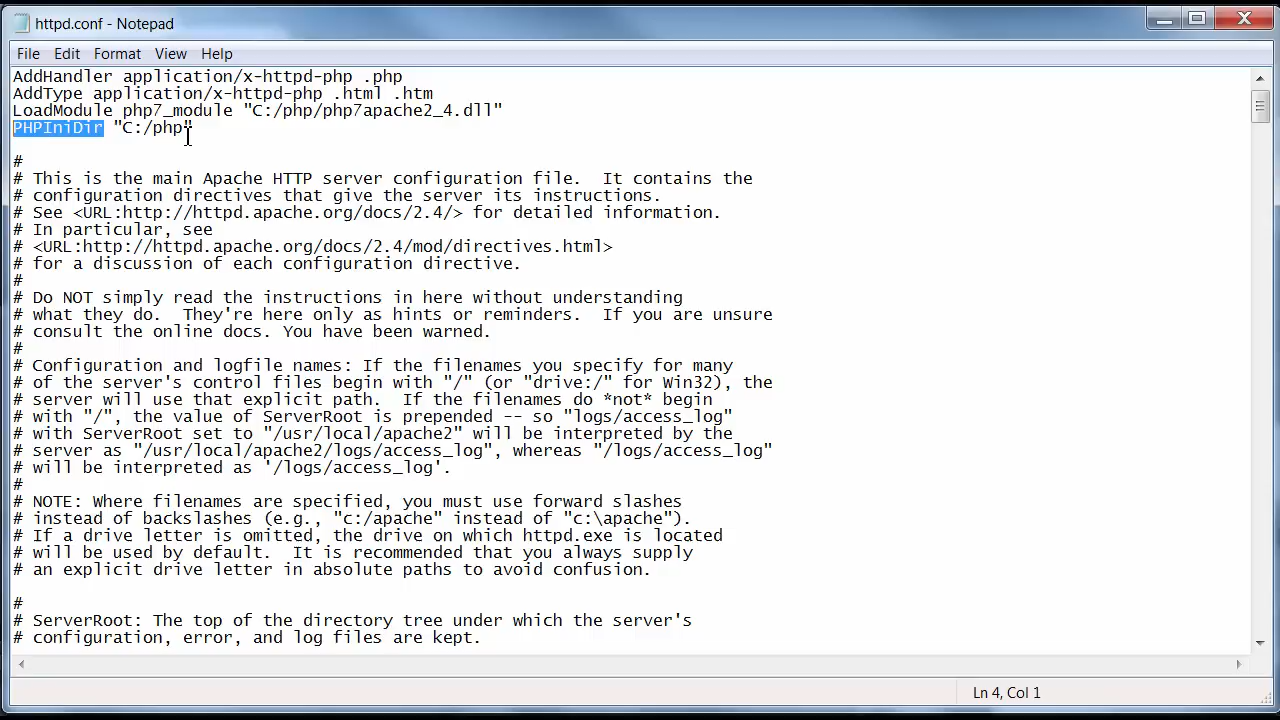 httpd.conf - Notepad
File Edit Format View Help
AddHandler application/x-httpd-php .php
AddType application/x-httpd-php .html .htm
LoadModule php7_module "C:/php/php7apache2_4.dll"
PHPIniDir "C:/php"
#
# This is the main Apache HTTP server configuration file.  It contains the
# configuration directives that give the server its instructions.
# See <URL:http://httpd.apache.org/docs/2.4/> for detailed information.
# In particular, see
# <URL:http://httpd.apache.org/docs/2.4/mod/directives.html>
# for a discussion of each configuration directive.
#
# Do NOT simply read the instructions in here without understanding
# what they do.  They're here only as hints or reminders.  If you are unsure
# consult the online docs. You have been warned.
#
# Configuration and logfile names: If the filenames you specify for many
# of the server's control files begin with "/" (or "drive:/" for Win32), the
# server will use that explicit path.  If the filenames do *not* begin
# with "/", the value of ServerRoot is prepended -- so "logs/access_log"
# with ServerRoot set to "/usr/local/apache2" will be interpreted by the
# server as "/usr/local/apache2/logs/access_log", whereas "/logs/access_log"
# will be interpreted as '/logs/access_log'.
#
# NOTE: Where filenames are specified, you must use forward slashes
# instead of backslashes (e.g., "c:/apache" instead of "c:\apache").
# If a drive letter is omitted, the drive on which httpd.exe is located
# will be used by default.  It is recommended that you always supply
# an explicit drive letter in absolute paths to avoid confusion.
#
# ServerRoot: The top of the directory tree under which the server's
# configuration, error, and log files are kept.
Ln 4, Col 1